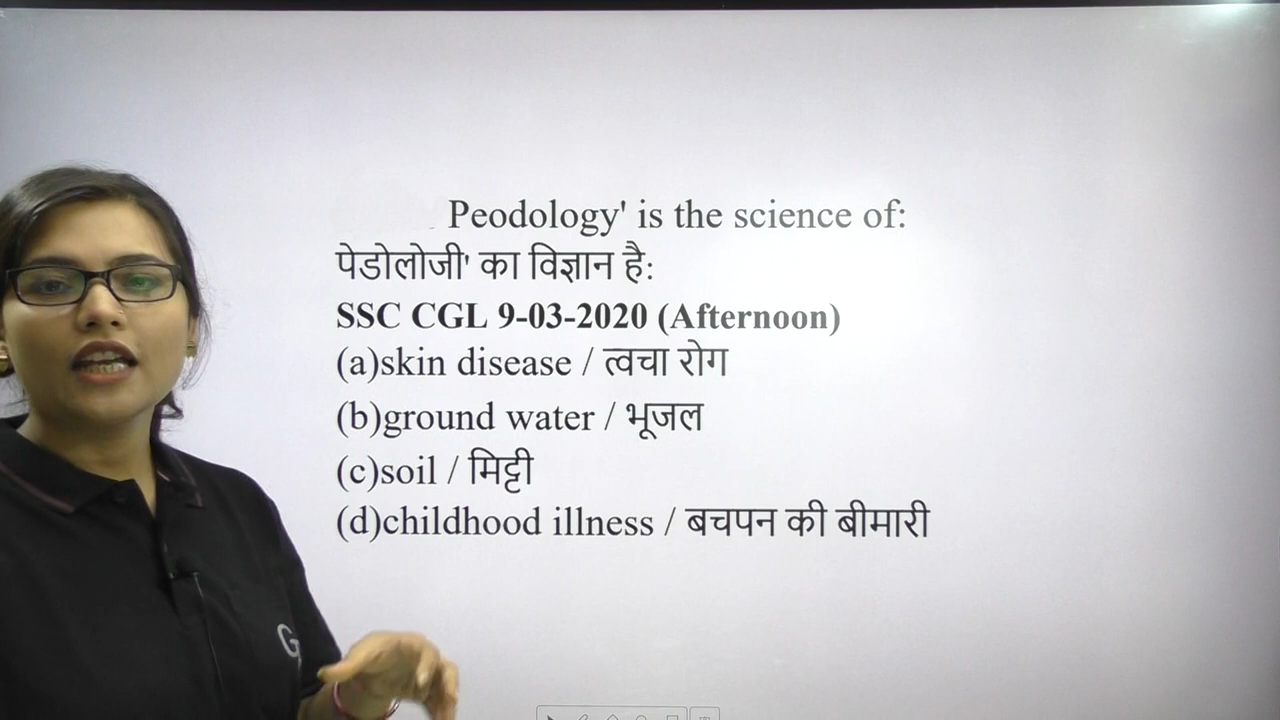 Peodology' is the science of:
पेडोलोजी' का विज्ञान है:
SSC CGL 9-03-2020 (Afternoon)
(a)skin disease / त्वचा रोग
(b)ground water / भूजल
(c)soil / मिट्टी
(d)childhood illness / बचपन की बीमारी
G